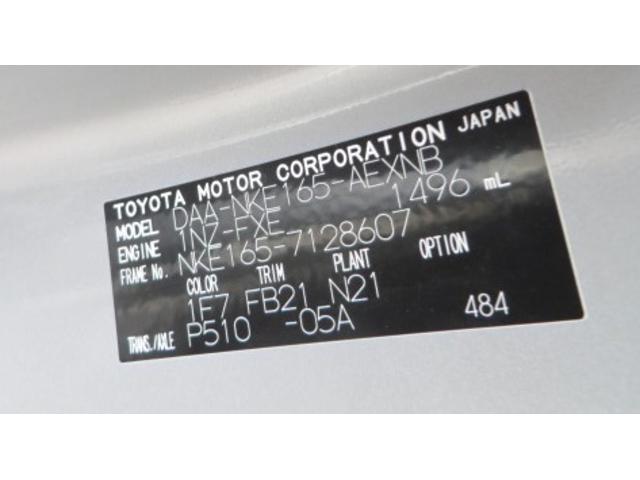 TOYOTA MOTOR CORPORATION JAPAN
MODEL DAA-NKE165-AEXNB
ENGINE 1NZ-FXE 1496 mL
FRAME No. NKE165-7128607
COLOR TRIM PLANT OPTION
1F7 FB21 N21
TRANS./AXLE P510 -05A 484